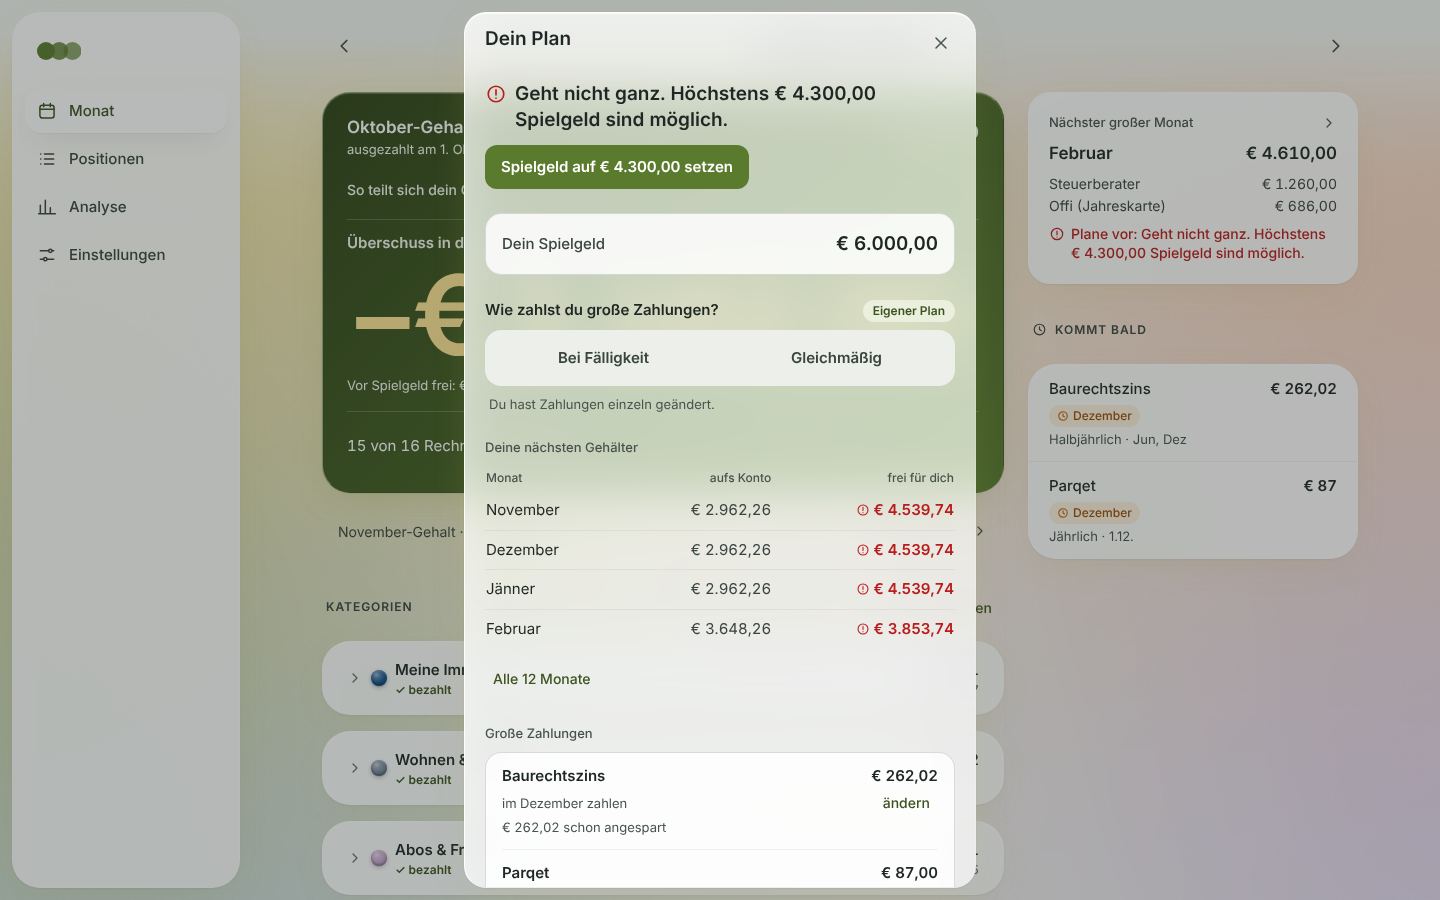 Monat
Positionen
Analyse
Einstellungen
Oktober-Geha
ausgezahlt am 1.
So teilt sich dein
Überschuss in d
–€
Vor Spielgeld frei:
15 von 16 Rechn
November-Gehalt ·
KATEGORIEN
en
Meine Im
✓ bezahlt
Wohnen &
✓ bezahlt
Abos & Fr
✓ bezahlt
Dein Plan
Geht nicht ganz. Höchstens € 4.300,00
Spielgeld sind möglich.
Spielgeld auf € 4.300,00 setzen
Dein Spielgeld € 6.000,00
Wie zahlst du große Zahlungen? Eigener Plan
Bei Fälligkeit Gleichmäßig
Du hast Zahlungen einzeln geändert.
Deine nächsten Gehälter
Monat aufs Konto frei für dich
November € 2.962,26 € 4.539,74
Dezember € 2.962,26 € 4.539,74
Jänner € 2.962,26 € 4.539,74
Februar € 3.648,26 € 3.853,74
Alle 12 Monate
Große Zahlungen
Baurechtszins € 262,02
im Dezember zahlen ändern
€ 262,02 schon angespart
Parqet € 87,00
Nächster großer Monat
Februar € 4.610,00
Steuerberater € 1.260,00
Offi (Jahreskarte) € 686,00
Plane vor: Geht nicht ganz. Höchstens
€ 4.300,00 Spielgeld sind möglich.
KOMMT BALD
Baurechtszins € 262,02
Dezember
Halbjährlich · Jun, Dez
Parqet € 87
Dezember
Jährlich · 1.12.